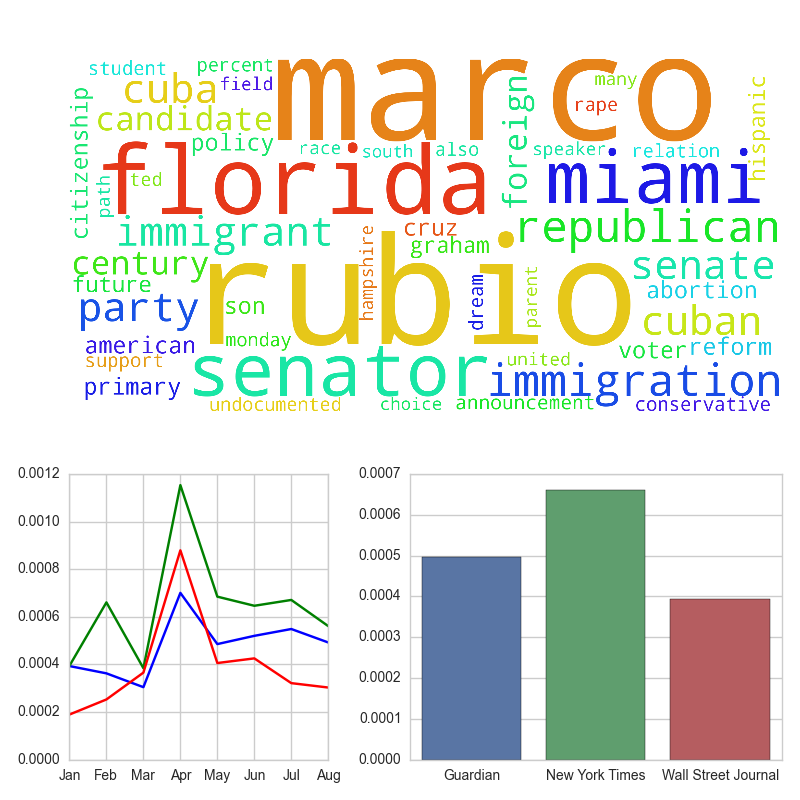 student percent marco many
cuba field rape hispanic
candidate foreign
citizenship policy race south also speaker relation
path ted florida miami
immigrant cruz republican
hampshire graham
century rubio senate
future dream parent abortion
party son cuban
american monday voter reform
support senator united immigration
primary
undocumented choice announcement conservative
0.0012
0.0010
0.0008
0.0006
0.0004
0.0002
0.0000
Jan Feb Mar Apr May Jun Jul Aug
0.0007
0.0006
0.0005
0.0004
0.0003
0.0002
0.0001
0.0000
Guardian New York Times Wall Street Journal